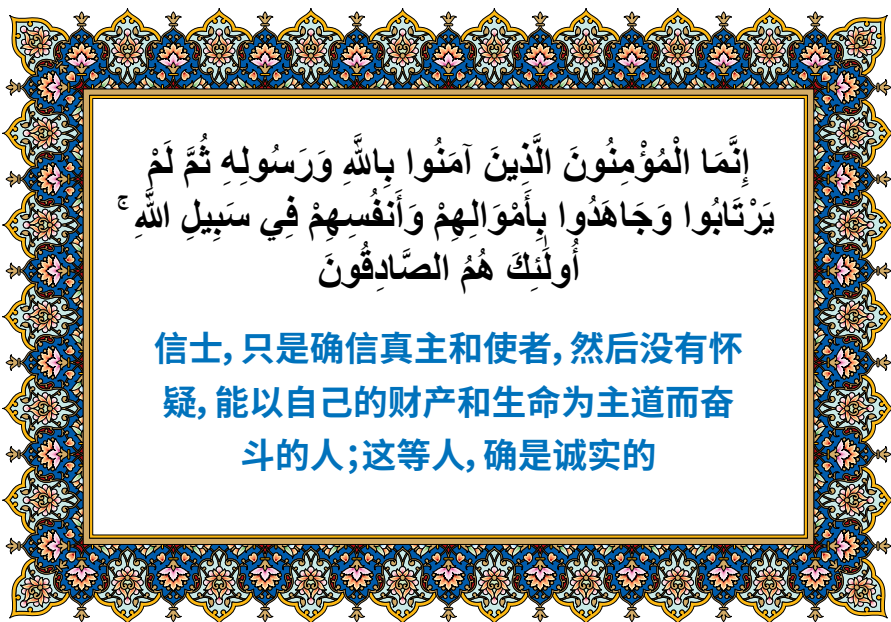 إِنَّمَا الْمُؤْمِنُونَ الَّذِينَ آمَنُوا بِاللَّهِ وَرَسُولِهِ ثُمَّ لَمْ
يَرْتَابُوا وَجَاهَدُوا بِأَمْوَالِهِمْ وَأَنفُسِهِمْ فِي سَبِيلِ اللَّهِ ۚ
أُولَٰئِكَ هُمُ الصَّادِقُونَ
信士，只是确信真主和使者，然后没有怀
疑，能以自己的财产和生命为主道而奋
斗的人；这等人，确是诚实的